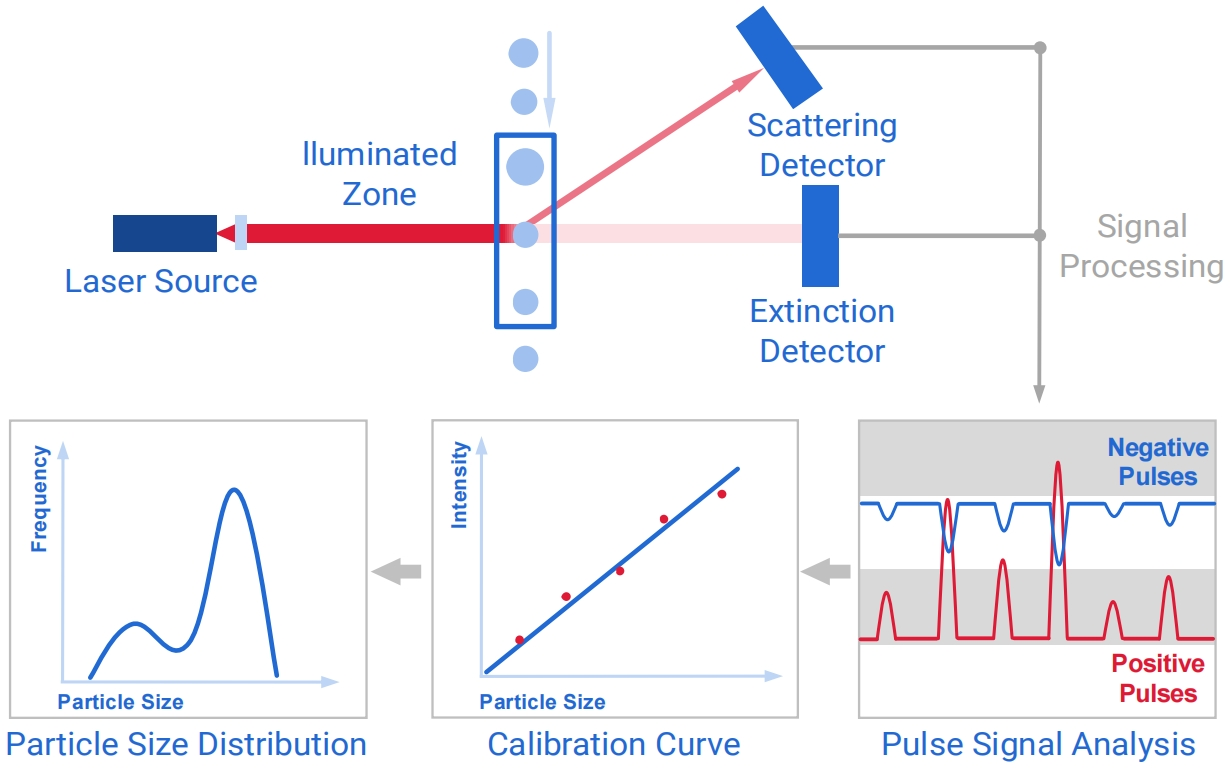 lluminated
Zone
Laser Source
Scattering
Detector
Extinction
Detector
Signal
Processing
Frequency
Particle Size
Particle Size Distribution
Intensity
Particle Size
Calibration Curve
Negative
Pulses
Positive
Pulses
Pulse Signal Analysis